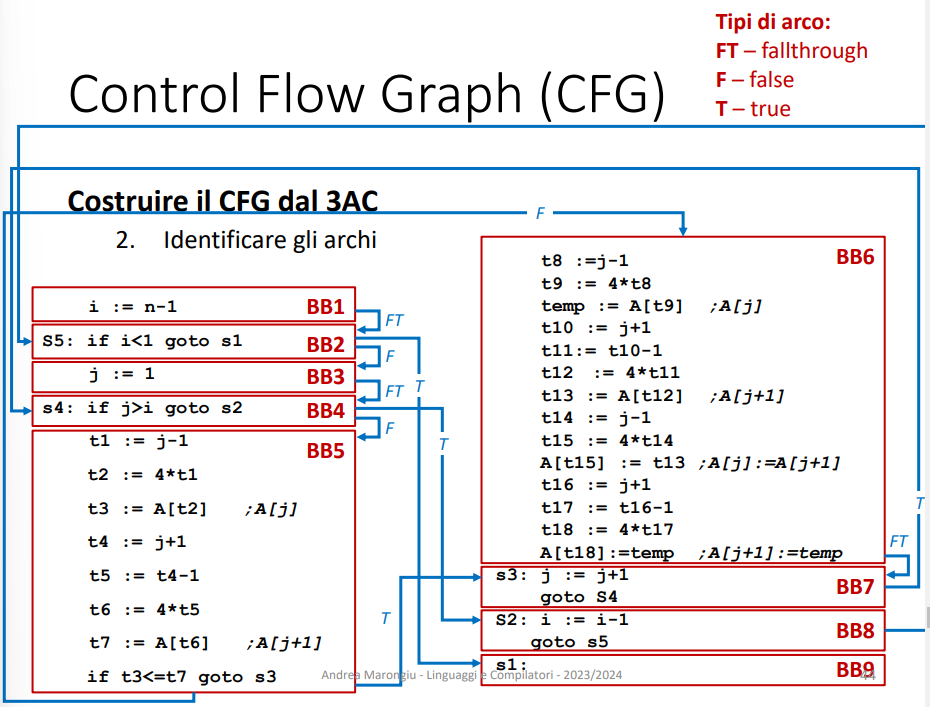 Tipi di arco:
FT – fallthrough
F – false
T – true
Control Flow Graph (CFG)
Costruire il CFG dal 3AC
2. Identificare gli archi
F
i := n-1 BB1
FT
S5: if i<1 goto s1 BB2
F
j := 1 BB3
FT T
s4: if j>i goto s2 BB4
F
T
t1 := j-1 BB5
t2 := 4*t1
t3 := A[t2] ;A[j]
t4 := j+1
t5 := t4-1
t6 := 4*t5
t7 := A[t6] ;A[j+1]
if t3<=t7 goto s3
T
t8 :=j-1 BB6
t9 := 4*t8
temp := A[t9] ;A[j]
t10 := j+1
t11:= t10-1
t12 := 4*t11
t13 := A[t12] ;A[j+1]
t14 := j-1
t15 := 4*t14
A[t15] := t13 ;A[j]:=A[j+1]
t16 := j+1
t17 := t16-1
t18 := 4*t17
A[t18]:=temp ;A[j+1]:=temp
T
FT
s3: j := j+1 BB7
goto S4
S2: i := i-1 BB8
goto s5
s1: BB9
Andrea Marongiu - Linguaggi e Compilatori - 2023/2024
44